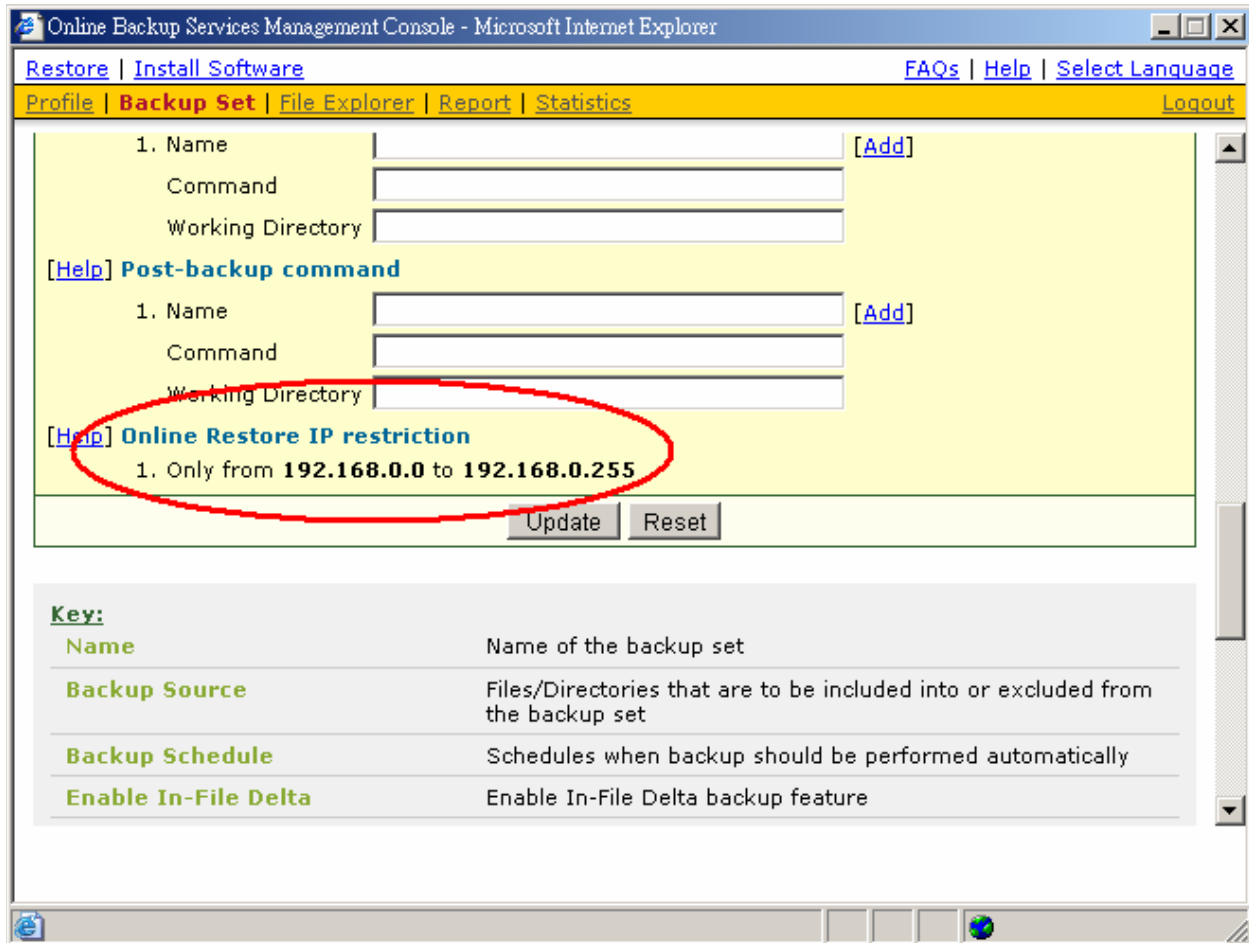 Online Backup Services Management Console - Microsoft Internet Explorer
Restore | Install Software FAQs | Help | Select Language
Profile | Backup Set | File Explorer | Report | Statistics Logout
1. Name [Add]
Command
Working Directory
[Help] Post-backup command
1. Name [Add]
Command
Working Directory
[Help] Online Restore IP restriction
1. Only from 192.168.0.0 to 192.168.0.255
Update Reset
Key:
Name Name of the backup set
Backup Source Files/Directories that are to be included into or excluded from
the backup set
Backup Schedule Schedules when backup should be performed automatically
Enable In-File Delta Enable In-File Delta backup feature